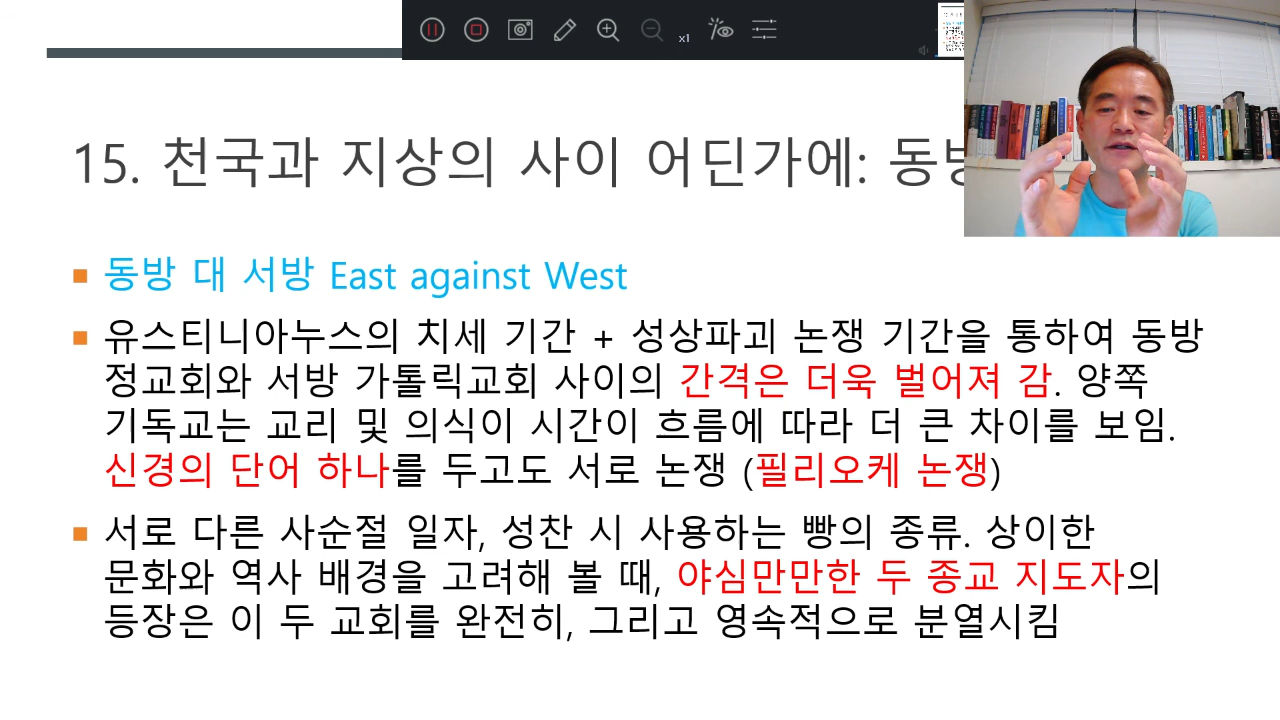 x1
15. 천국과 지상의 사이 어딘가에:
동방 대 서방 East against West
유스티니아누스의 치세 기간 + 성상파괴 논쟁 기간을 통하여 동방
정교회와 서방 가톨릭교회 사이의 간격은 더욱 벌어져 감. 양쪽
기독교는 교리 및 의식이 시간이 흐름에 따라 더 큰 차이를 보임.
신경의 단어 하나를 두고도 서로 논쟁 (필리오케 논쟁)
서로 다른 사순절 일자, 성찬 시 사용하는 빵의 종류. 상이한
문화와 역사 배경을 고려해 볼 때, 야심만만한 두 종교 지도자의
등장은 이 두 교회를 완전히, 그리고 영속적으로 분열시킴